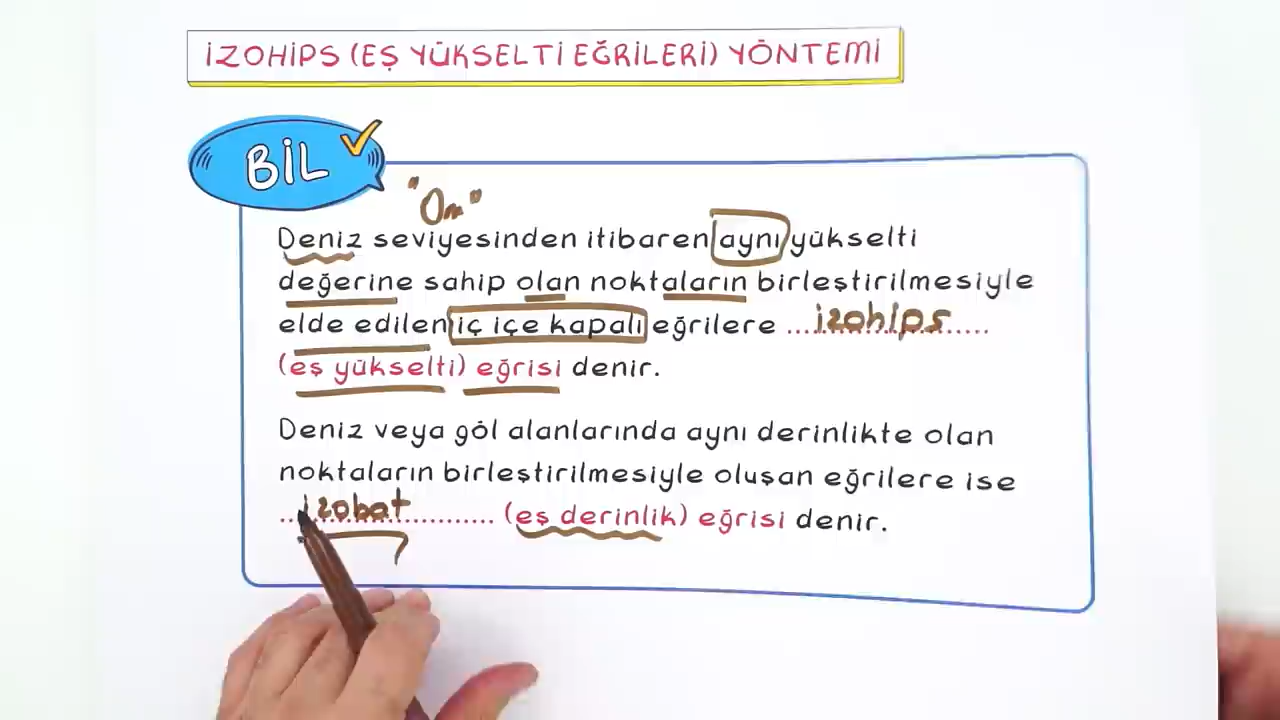 İZOHİPS (EŞ YÜKSELTİ EĞRİLERİ) YÖNTEMİ
BİL
"0m"
Deniz seviyesinden itibaren aynı yükselti
değerine sahip olan noktaların birleştirilmesiyle
elde edilen iç içe kapalı eğrilere ...izohips...
(eş yükselti) eğrisi denir.
Deniz veya göl alanlarında aynı derinlikte olan
noktaların birleştirilmesiyle oluşan eğrilere ise
izobat (eş derinlik) eğrisi denir.